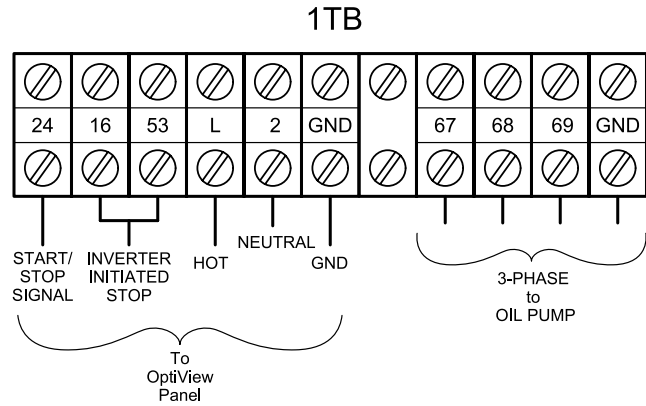 1TB
24 16 53 L 2 GND 67 68 69 GND
START/
STOP
SIGNAL
INVERTER
INITIATED
STOP
HOT
NEUTRAL
GND
3-PHASE
to
OIL PUMP
To
OptiView
Panel